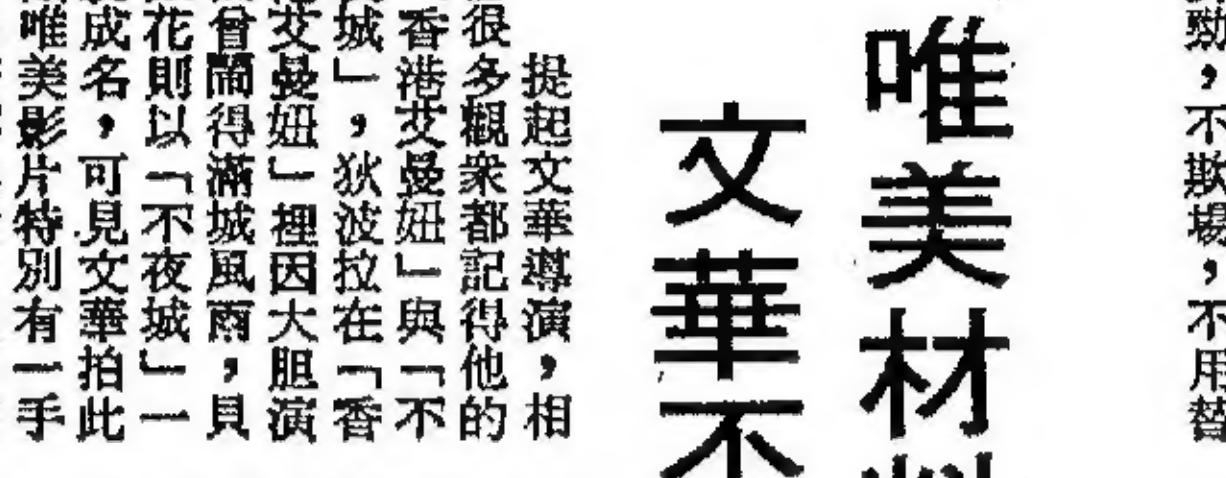 勁，不欺場，不用替
唯美材料
文華不
提起文華導演，相
很多觀衆都記得他的
香港艾曼妞」與「不
城」，狄波拉在「香
艾曼妞」裡因大胆演
曾鬧得滿城風雨，貝
花則以「不夜城」一
成名，可見文華拍此
唯美影片特別有一手